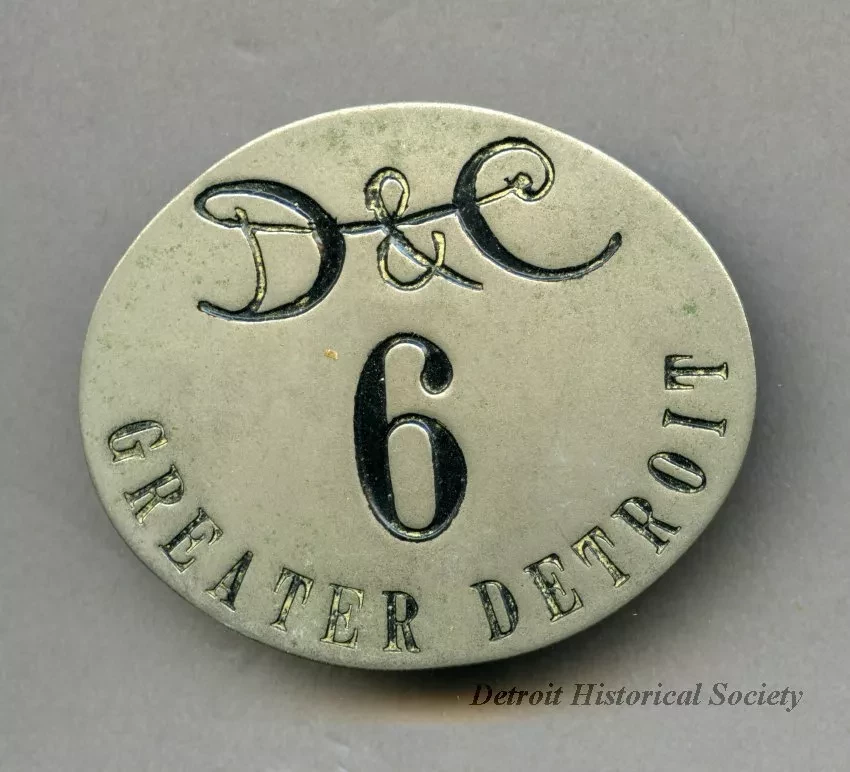 D&C
6
GREATER DETROIT
Detroit Historical Society